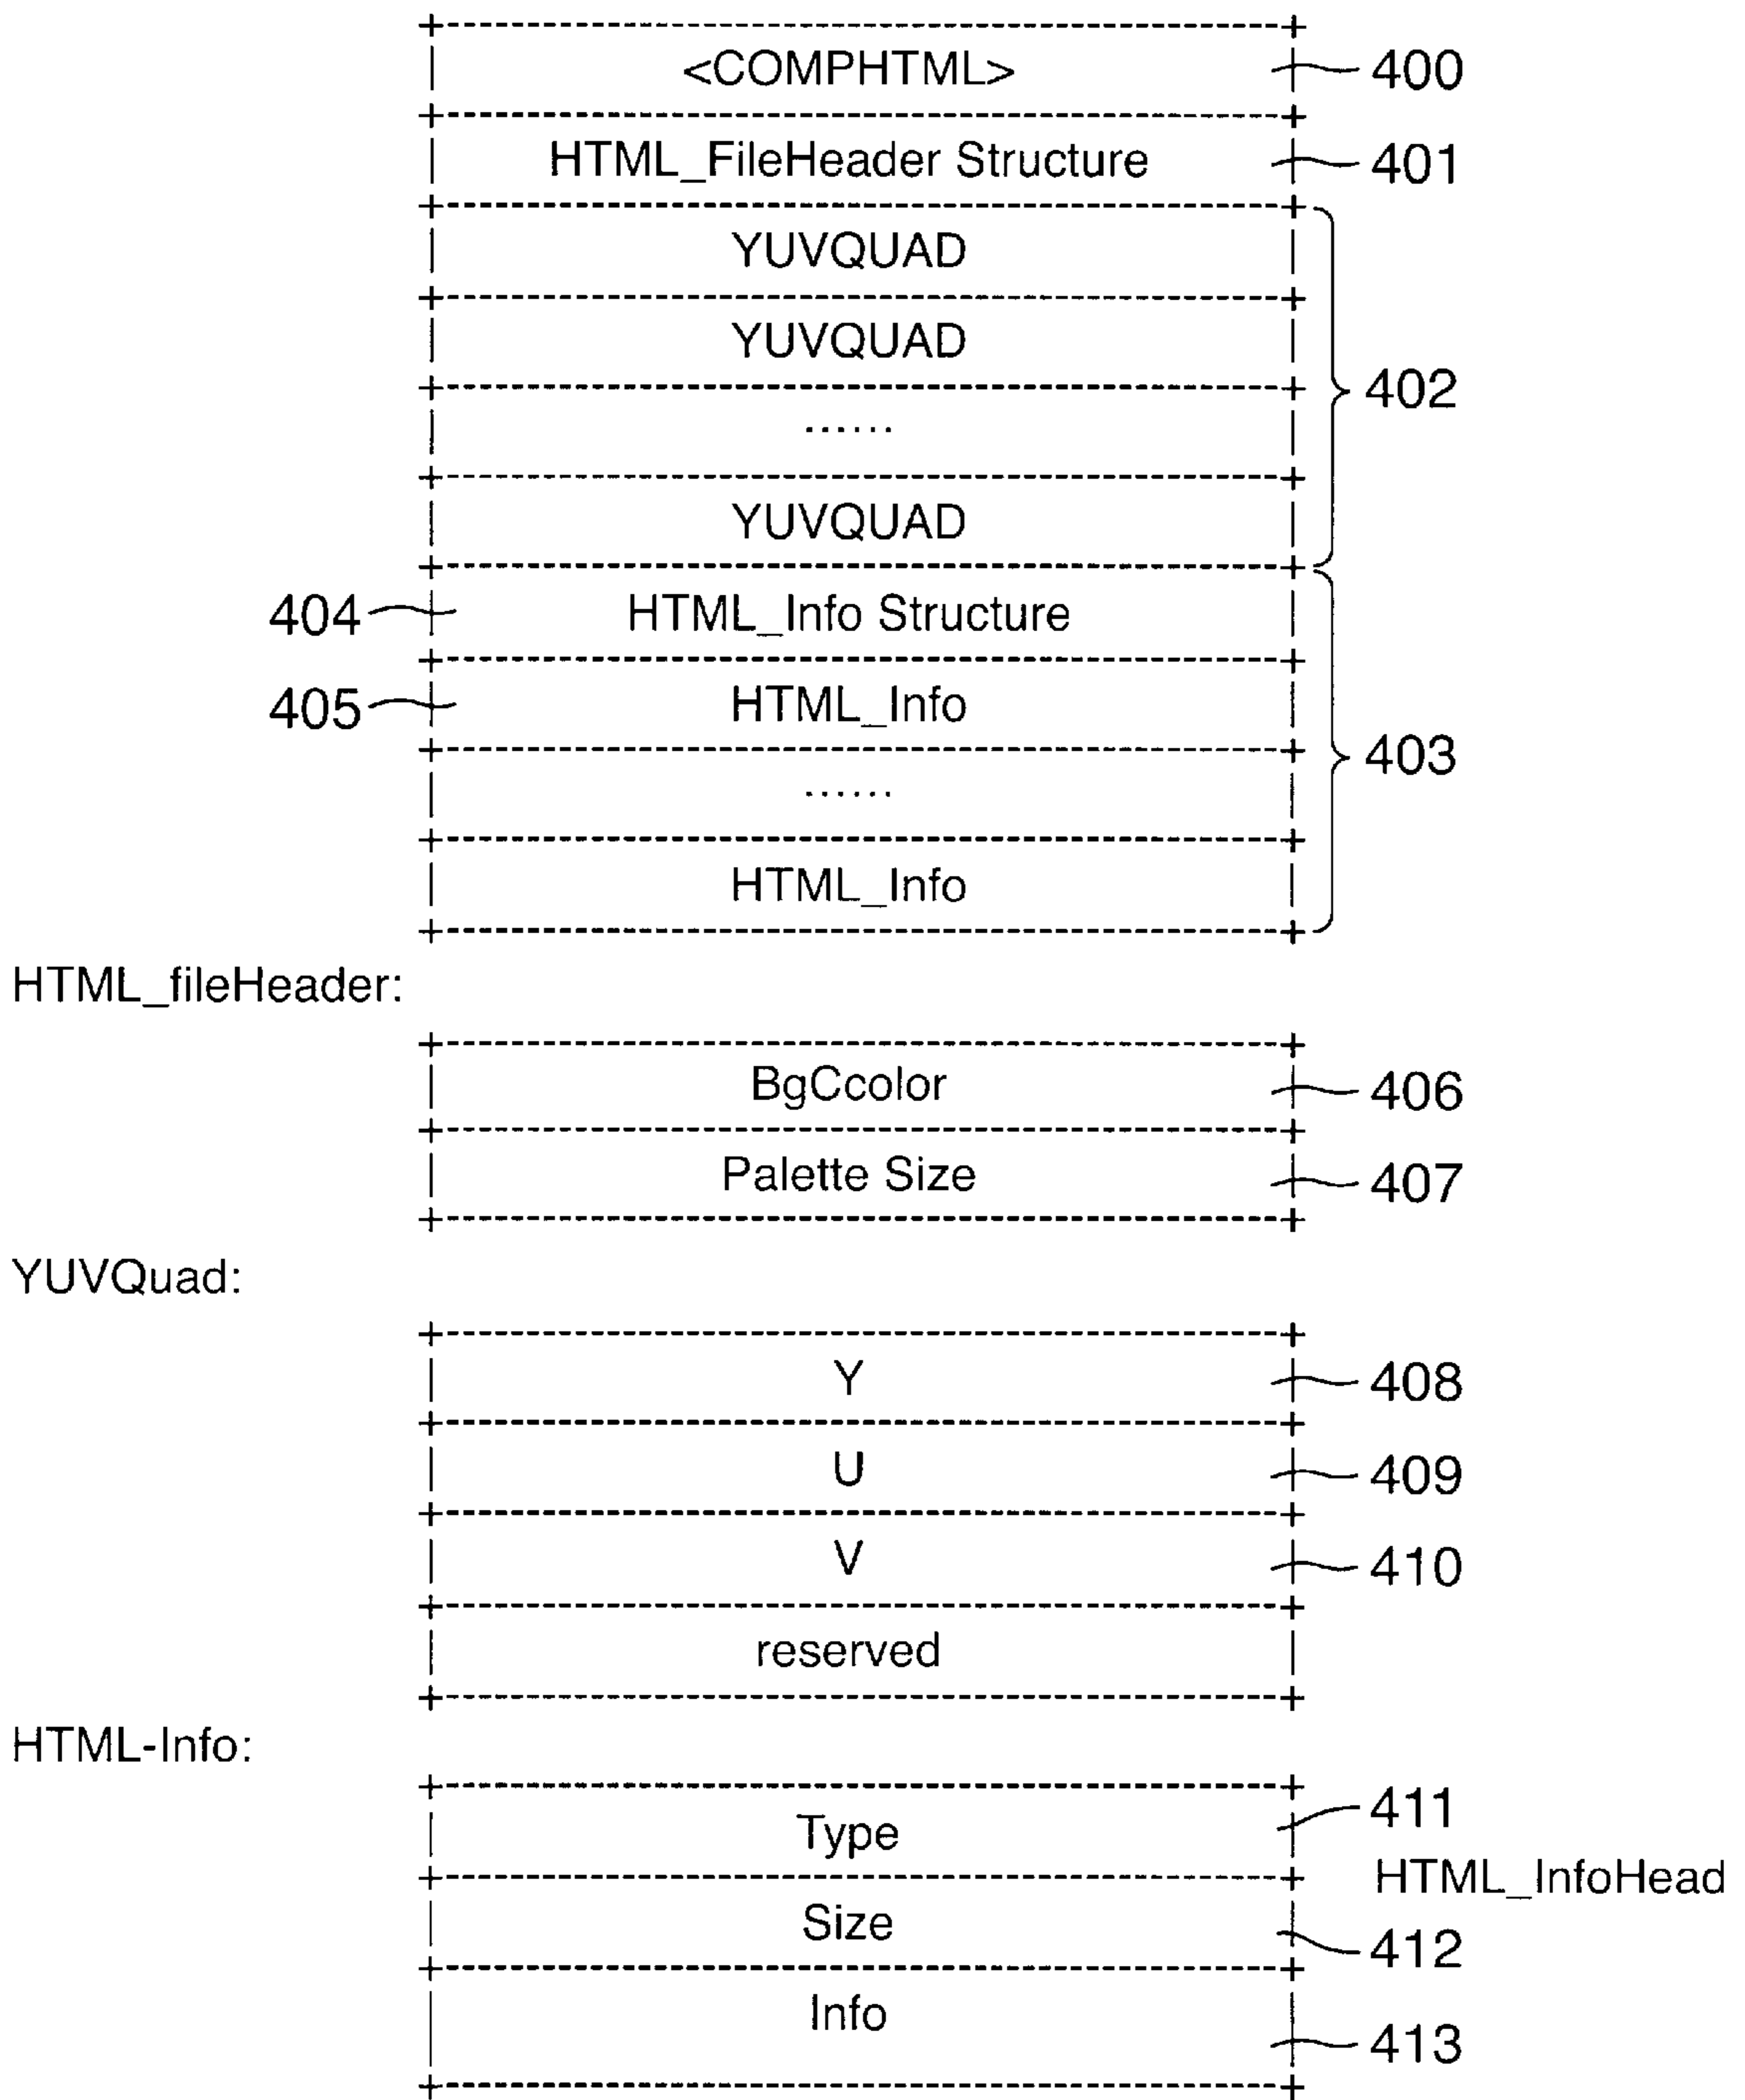 <COMPHTML> 400
HTML_FileHeader Structure 401
YUVQUAD
YUVQUAD
402
......
YUVQUAD
404 HTML_Info Structure
405 HTML_Info
403
......
HTML_Info
HTML_fileHeader:
BgCcolor 406
Palette Size 407
YUVQuad:
Y 408
U 409
V 410
reserved
HTML-Info:
Type 411
HTML_InfoHead
Size 412
Info 413